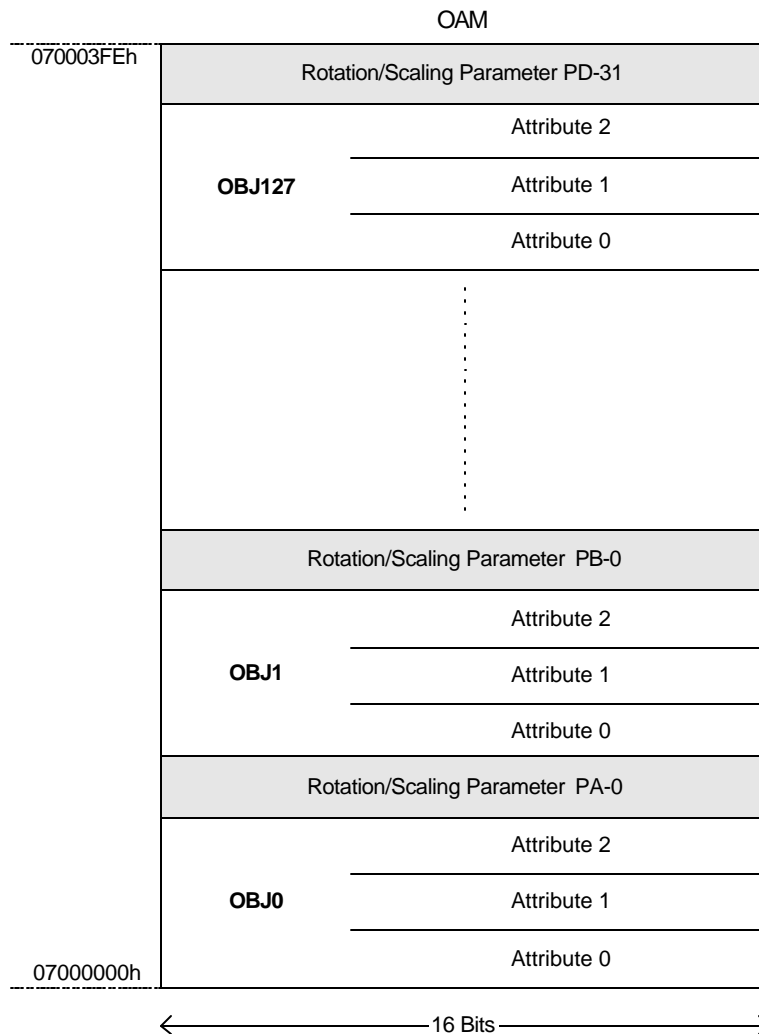 OAM
070003FEh
Rotation/Scaling Parameter PD-31
Attribute 2
OBJ127
Attribute 1
Attribute 0
Rotation/Scaling Parameter PB-0
Attribute 2
OBJ1
Attribute 1
Attribute 0
Rotation/Scaling Parameter PA-0
Attribute 2
OBJ0
Attribute 1
Attribute 0
07000000h
16 Bits